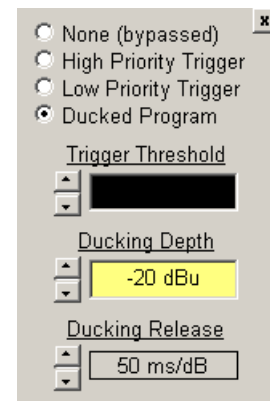 None (bypassed)
High Priority Trigger
Low Priority Trigger
Ducked Program
Trigger Threshold
Ducking Depth
-20 dBu
Ducking Release
50 ms/dB